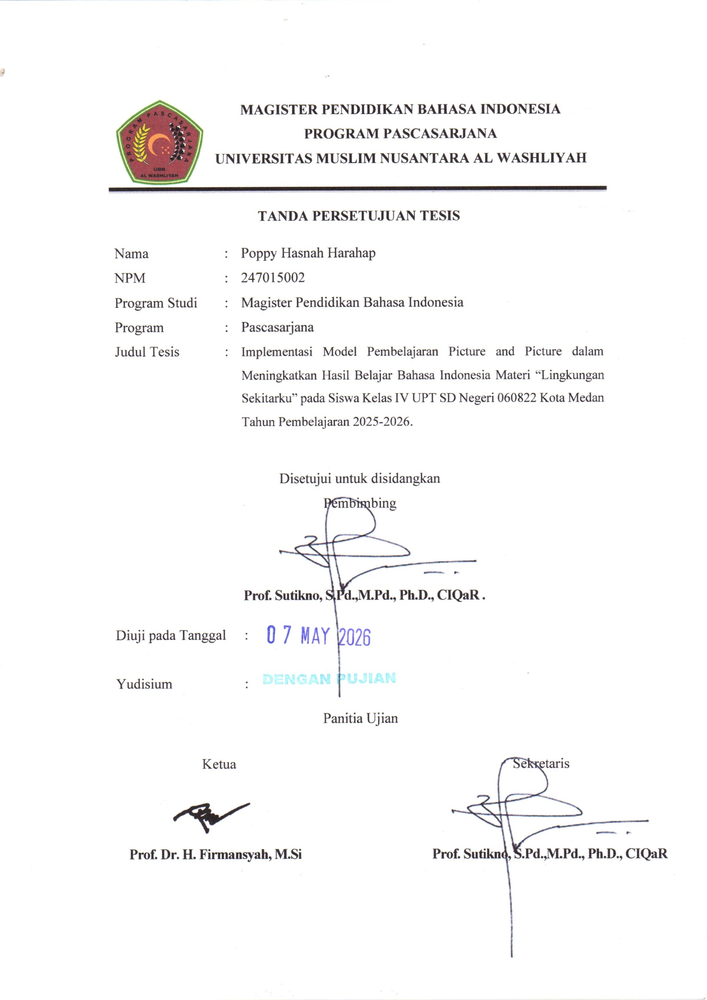 PROGRAM PASCASARJANA
UMN
AL WASHLIYAH
MAGISTER PENDIDIKAN BAHASA INDONESIA
PROGRAM PASCASARJANA
UNIVERSITAS MUSLIM NUSANTARA AL WASHLIYAH
TANDA PERSETUJUAN TESIS
Nama : Poppy Hasnah Harahap
NPM : 247015002
Program Studi : Magister Pendidikan Bahasa Indonesia
Program : Pascasarjana
Judul Tesis : Implementasi Model Pembelajaran Picture and Picture dalam
Meningkatkan Hasil Belajar Bahasa Indonesia Materi “Lingkungan
Sekitarku” pada Siswa Kelas IV UPT SD Negeri 060822 Kota Medan
Tahun Pembelajaran 2025-2026.
Disetujui untuk disidangkan
Pembimbing
Prof. Sutikno, S.Pd.,M.Pd., Ph.D., CIQaR .
Diuji pada Tanggal : 07 MAY 2026
Yudisium : DENGAN PUJIAN
Panitia Ujian
Ketua Sekretaris
Prof. Dr. H. Firmansyah, M.Si Prof. Sutikno, S.Pd.,M.Pd., Ph.D., CIQaR